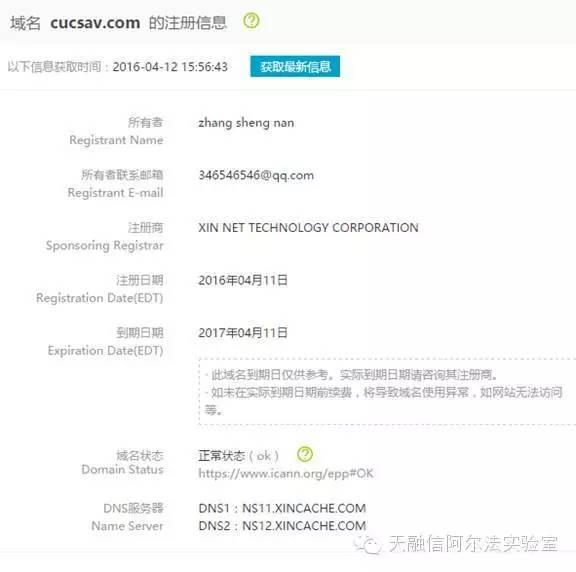 域名 cucsav.com 的注册信息 ?
以下信息获取时间：2016-04-12 15:56:43 获取最新信息
所有者 zhang sheng nan
Registrant Name
所有者联系邮箱 346546546@qq.com
Registrant E-mail
注册商 XIN NET TECHNOLOGY CORPORATION
Sponsoring Registrar
注册日期 2016年04月11日
Registration Date(EDT)
到期日期 2017年04月11日
Expiration Date(EDT)
· 此域名到期日仅供参考。实际到期日期请咨询其注册商。
· 如未在实际到期日期前续费，将导致域名使用异常，如网站无法访问
等。
域名状态 正常状态（ok） ?
Domain Status https://www.icann.org/epp#OK
DNS服务器 DNS1：NS11.XINCACHE.COM
Name Server DNS2：NS12.XINCACHE.COM
天融信阿尔法实验室